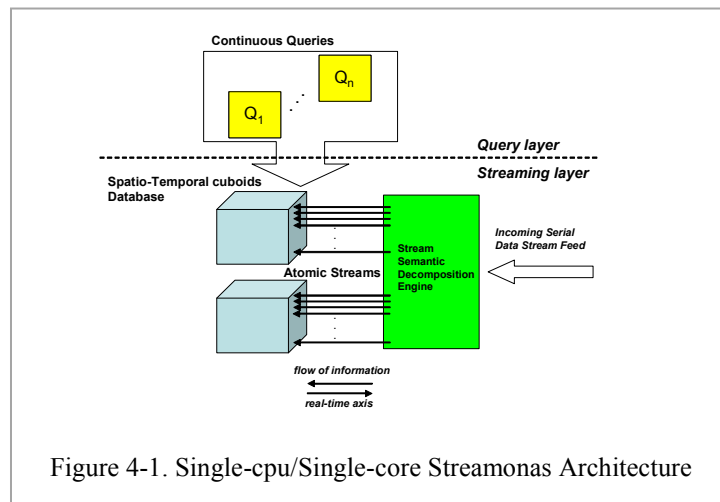 Continuous Queries
Qn
Q1
Query layer
Streaming layer
Spatio-Temporal cuboids
Database
Incoming Serial
Data Stream Feed
Stream
Semantic
Decomposition
Engine
Atomic Streams
flow of information
real-time axis
Figure 4-1. Single-cpu/Single-core Streamonas Architecture